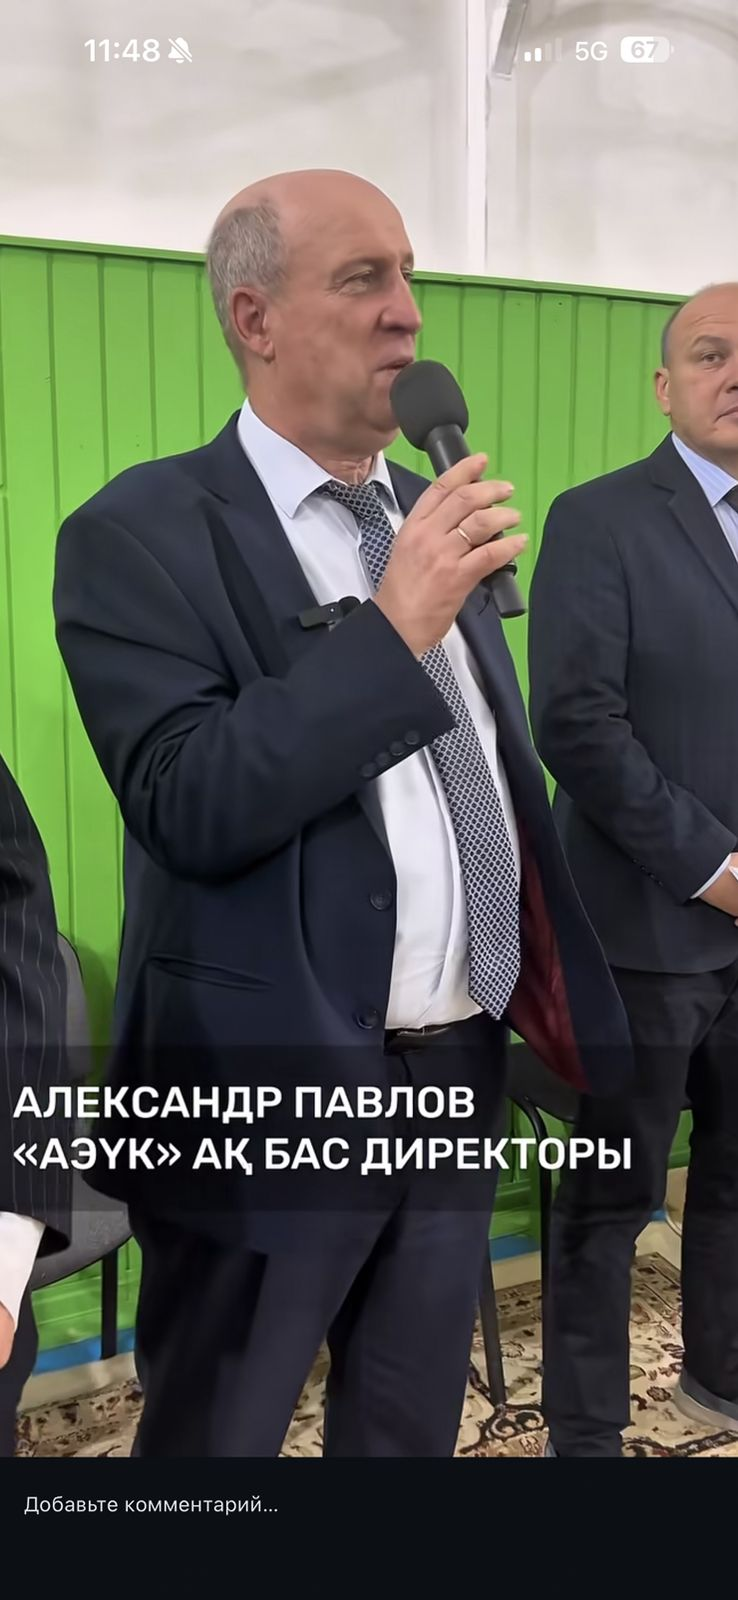 11:48 5G 67
АЛЕКСАНДР ПАВЛОВ
«АЭҮК» АҚ БАС ДИРЕКТОРЫ
Добавьте комментарий...